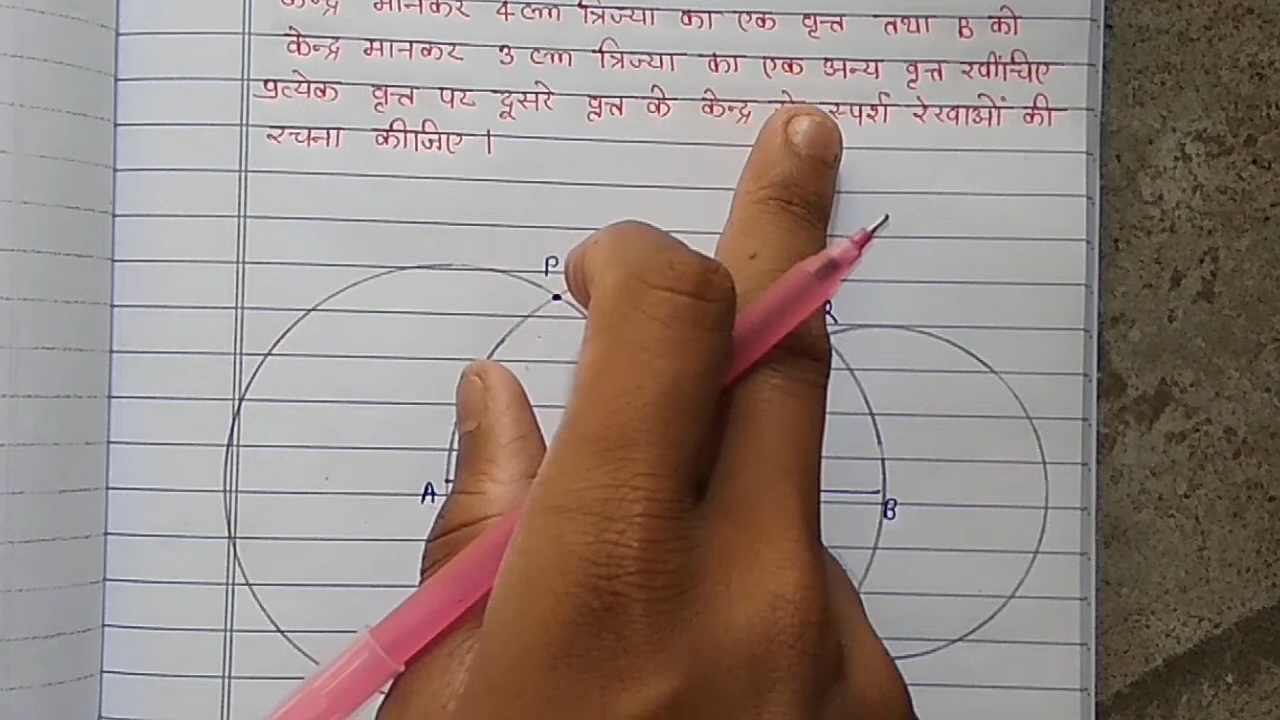 केन्द्र मानकर 4 cm त्रिज्या का एक वृत्त तथा B को
केन्द्र मानकर 3 cm त्रिज्या का एक अन्य वृत्त खींचिए
प्रत्येक वृत्त पर दूसरे वृत्त के केन्द्र स्पर्श रेखाओं की
रचना कीजिए ।
P
R
A
B